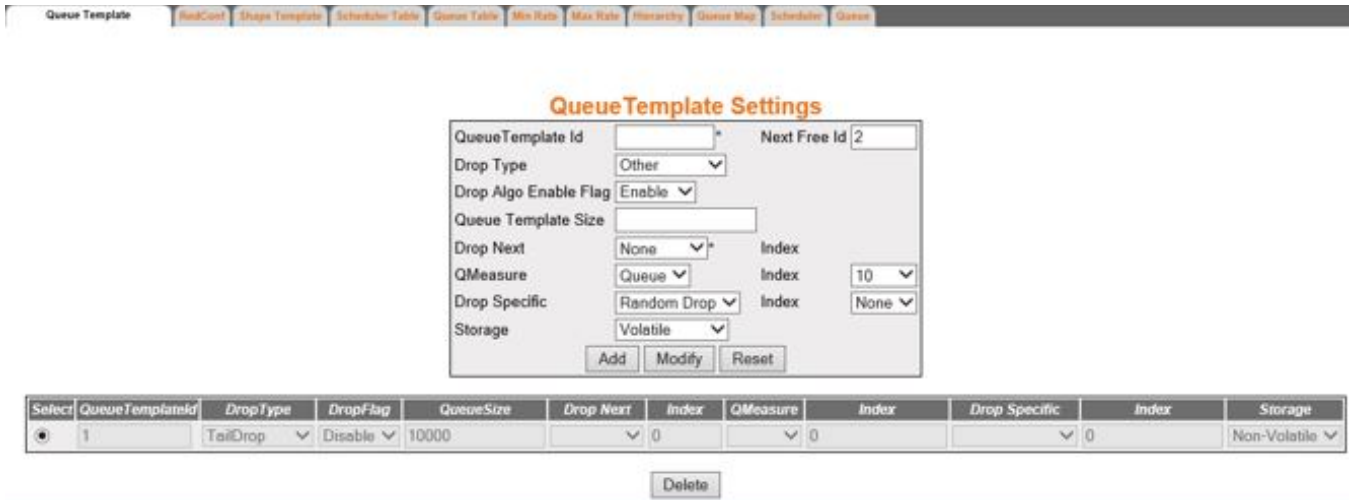 Queue Template RedConf Shape Template Scheduler Table Queue Table Min Rate Max Rate Hierarchy Queue Map Scheduler Queue
QueueTemplate Settings
QueueTemplate Id * Next Free Id 2
Drop Type Other
Drop Algo Enable Flag Enable
Queue Template Size
Drop Next None * Index
QMeasure Queue Index 10
Drop Specific Random Drop Index None
Storage Volatile
Add Modify Reset
Select QueueTemplateId DropType DropFlag QueueSize Drop Next Index QMeasure Index Drop Specific Index Storage
1 TailDrop Disable 10000 0 0 0 Non-Volatile
Delete